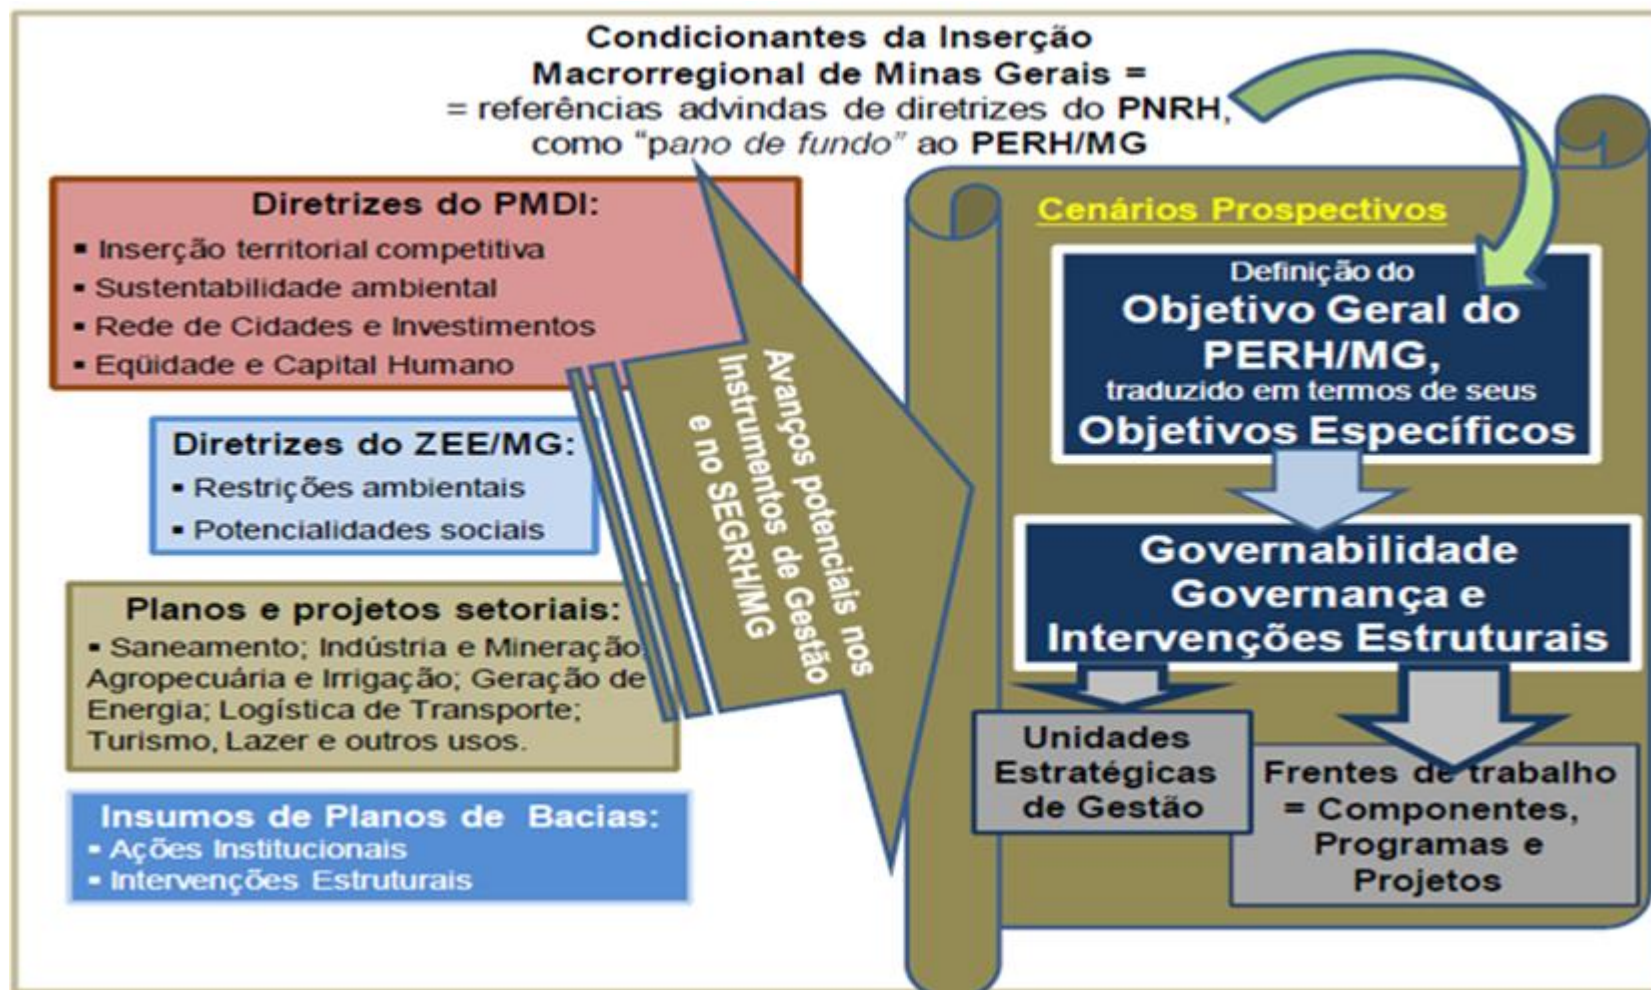 Condicionantes da Inserção
Macrorregional de Minas Gerais =
= referências advindas de diretrizes do PNRH,
como “pano de fundo” ao PERH/MG
Diretrizes do PMDI:
▪ Inserção territorial competitiva
▪ Sustentabilidade ambiental
▪ Rede de Cidades e Investimentos
▪ Eqüidade e Capital Humano
Diretrizes do ZEE/MG:
▪ Restrições ambientais
▪ Potencialidades sociais
Planos e projetos setoriais:
▪ Saneamento; Indústria e Mineração;
Agropecuária e Irrigação; Geração de
Energia; Logística de Transporte;
Turismo, Lazer e outros usos.
Insumos de Planos de Bacias:
▪ Ações Institucionais
▪ Intervenções Estruturais
Avanços potenciais nos
Instrumentos de Gestão
e no SEGRH/MG
Cenários Prospectivos
Definição do
Objetivo Geral do
PERH/MG,
traduzido em termos de seus
Objetivos Específicos
Governabilidade
Governança e
Intervenções Estruturais
Unidades
Estratégicas
de Gestão
Frentes de trabalho
= Componentes,
Programas e
Projetos